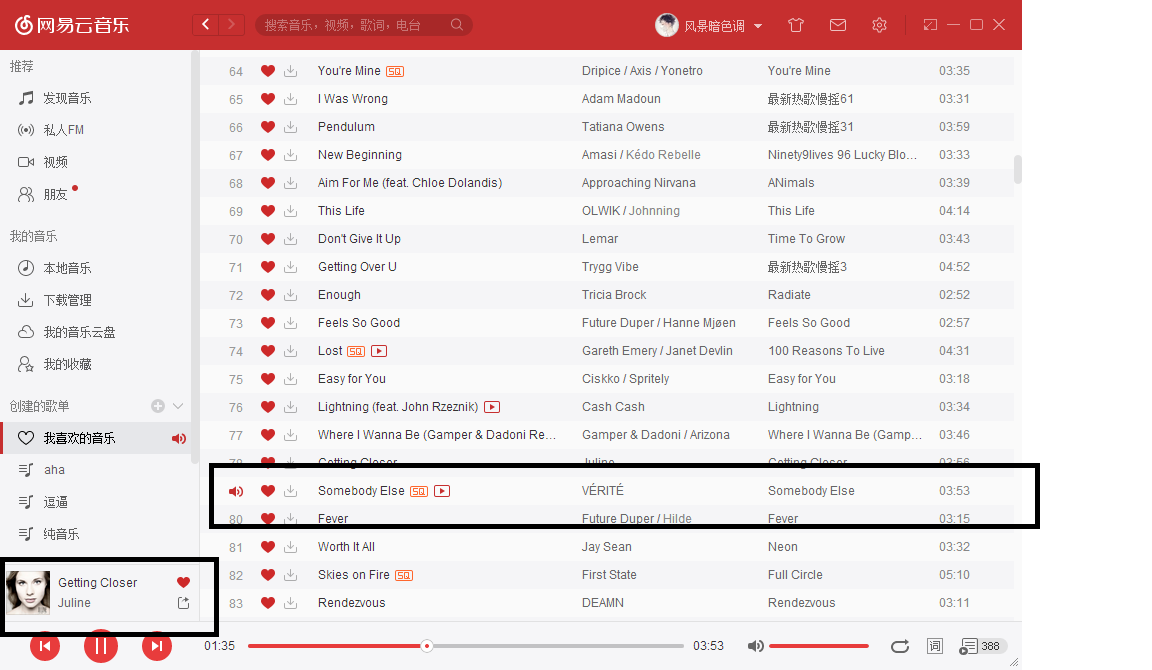 网易云音乐
搜索音乐，视频，歌词，电台
风景暗色调
推荐
发现音乐
私人FM
视频
朋友
我的音乐
本地音乐
下载管理
我的音乐云盘
我的收藏
创建的歌单
我喜欢的音乐
aha
逗逼
纯音乐
64 You're Mine SQ Dripice / Axis / Yonetro You're Mine 03:35
65 I Was Wrong Adam Madoun 最新热歌慢摇61 03:31
66 Pendulum Tatiana Owens 最新热歌慢摇31 03:59
67 New Beginning Amasi / Kédo Rebelle Ninety9lives 96 Lucky Blo... 03:33
68 Aim For Me (feat. Chloe Dolandis) Approaching Nirvana ANimals 03:39
69 This Life OLWIK / Johnning This Life 04:14
70 Don't Give It Up Lemar Time To Grow 03:43
71 Getting Over U Trygg Vibe 最新热歌慢摇3 04:52
72 Enough Tricia Brock Radiate 02:52
73 Feels So Good Future Duper / Hanne Mjøen Feels So Good 02:57
74 Lost SQ Gareth Emery / Janet Devlin 100 Reasons To Live 04:31
75 Easy for You Ciskko / Spritely Easy for You 03:18
76 Lightning (feat. John Rzeznik) Cash Cash Lightning 03:34
77 Where I Wanna Be (Gamper & Dadoni Re... Gamper & Dadoni / Arizona Where I Wanna Be (Gamp... 03:46
78 Getting Closer Juline Getting Closer 03:56
Somebody Else SQ VÉRITÉ Somebody Else 03:53
80 Fever Future Duper / Hilde Fever 03:15
81 Worth It All Jay Sean Neon 03:32
82 Skies on Fire SQ First State Full Circle 05:10
83 Rendezvous DEAMN Rendezvous 03:11
Getting Closer
Juline
01:35 03:53 词 388